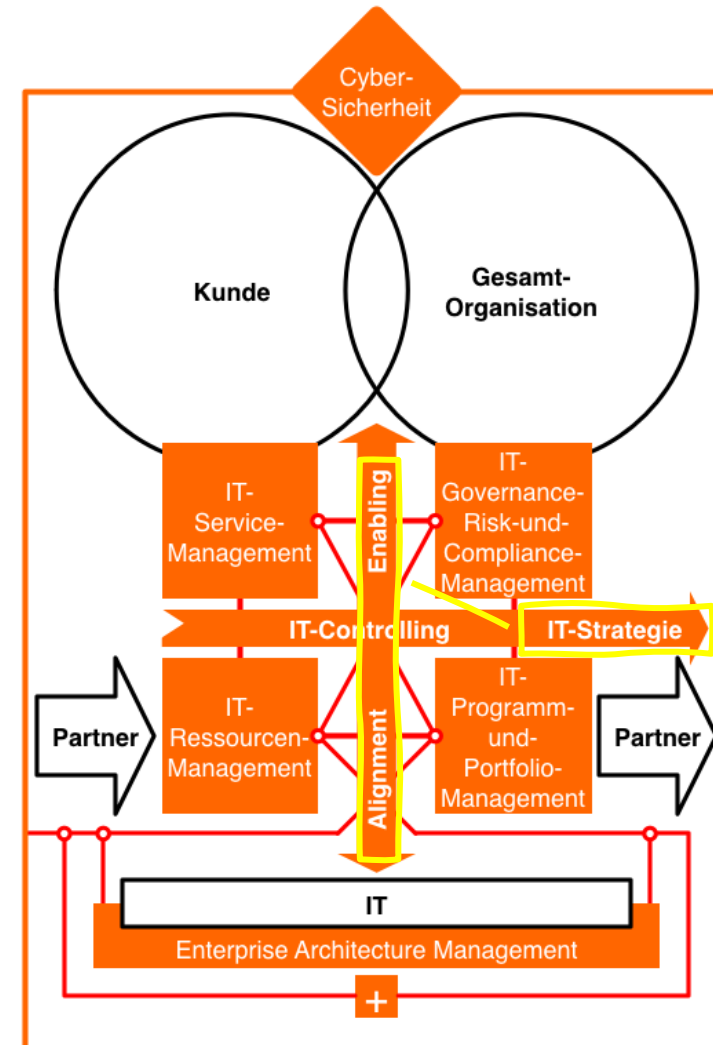 Cyber-
Sicherheit
Kunde
Gesamt-
Organisation
IT-
Service-
Management
Enabling
IT-
Governance-
Risk-und-
Compliance-
Management
IT-Controlling
IT-Strategie
Partner
IT-
Ressourcen-
Management
Alignment
IT-
Programm-
und-
Portfolio-
Management
Partner
IT
Enterprise Architecture Management
+